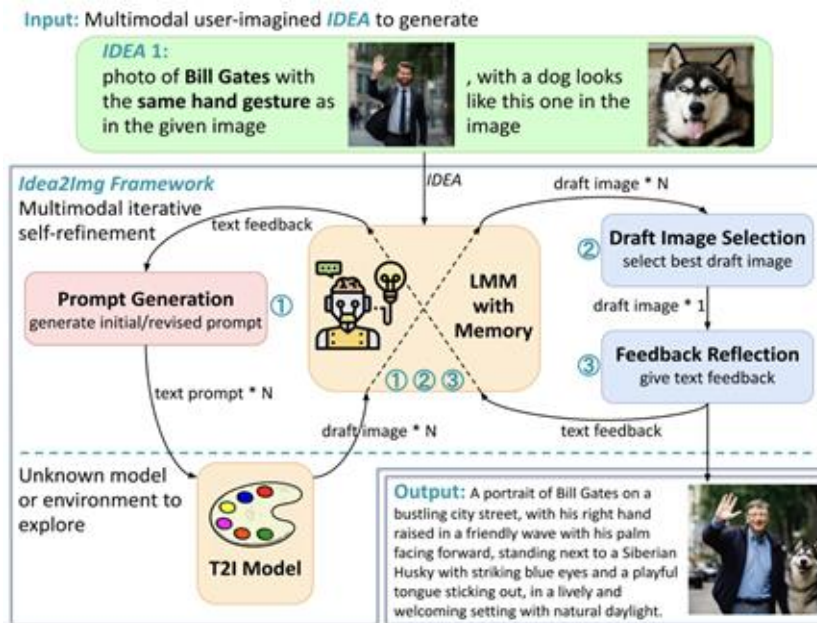 Input: Multimodal user-imagined IDEA to generate
IDEA 1:
photo of Bill Gates with
the same hand gesture as
in the given image
, with a dog looks
like this one in the
image
Idea2Img Framework
Multimodal iterative
self-refinement
IDEA
draft image * N
text feedback
Prompt Generation
generate initial/revised prompt
①
LMM
with
Memory
① ② ③
②
Draft Image Selection
select best draft image
draft image * 1
③
Feedback Reflection
give text feedback
text prompt * N
draft image * N
text feedback
Unknown model
or environment to
explore
T2I Model
Output: A portrait of Bill Gates on a
bustling city street, with his right hand
raised in a friendly wave with his palm
facing forward, standing next to a Siberian
Husky with striking blue eyes and a playful
tongue sticking out, in a lively and
welcoming setting with natural daylight.